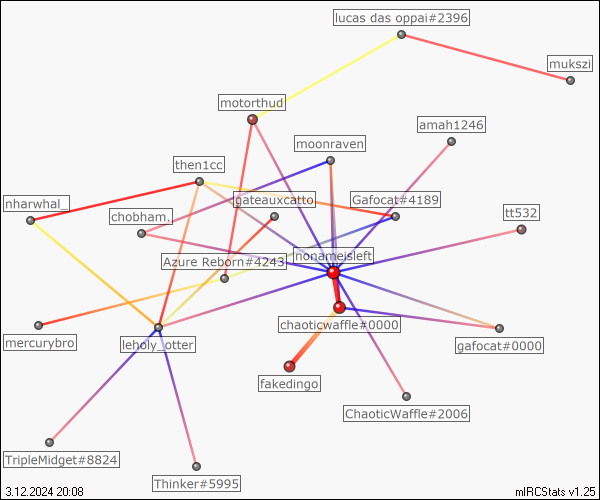 lucas das oppai#2396
mukszi
motorthud
amah1246
moonraven
then1cc
nharwhal_
gateauxcatto
Gafocat#4189
chobham.
tt532
nonameisleft
Azure Reborn#4243
chaoticwaffle#0000
mercurybro
leholy_otter
gafocat#0000
fakedingo
ChaoticWaffle#2006
TripleMidget#8824
Thinker#5995
3.12.2024 20:08
mIRCStats v1.25